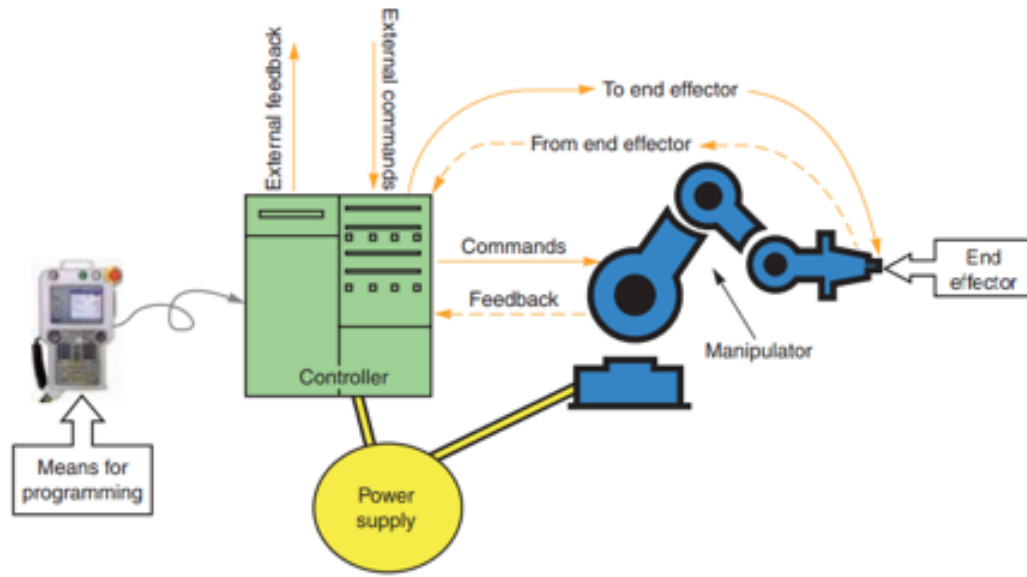 External feedback
External commands
To end effector
From end effector
Commands
End
effector
Feedback
Manipulator
Controller
Means for
programming
Power
supply